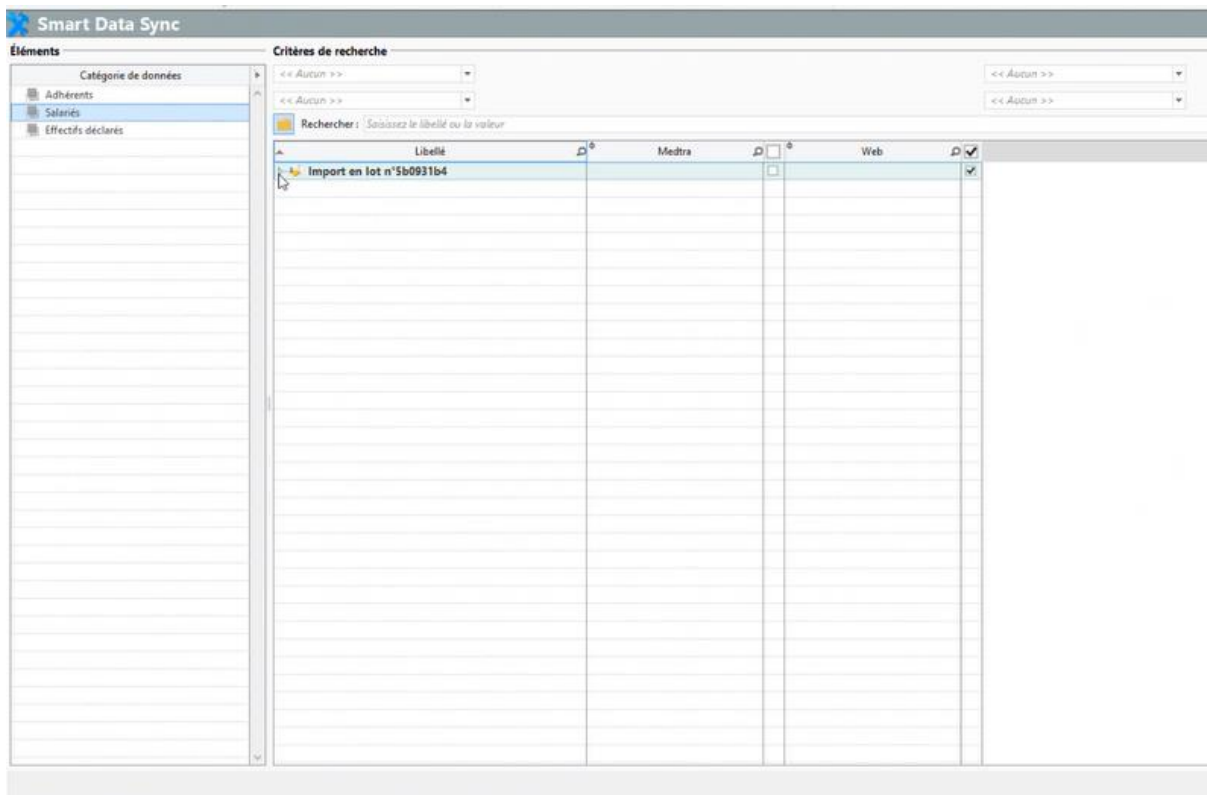 Smart Data Sync
Éléments
Critères de recherche
Catégorie de données
<< Aucun >>
<< Aucun >>
Adhérents
<< Aucun >>
<< Aucun >>
Salariés
Effectifs déclarés
Rechercher : Saisissez le libellé ou la valeur
Libellé Medtra Web
Import en lot n°5b0931b4